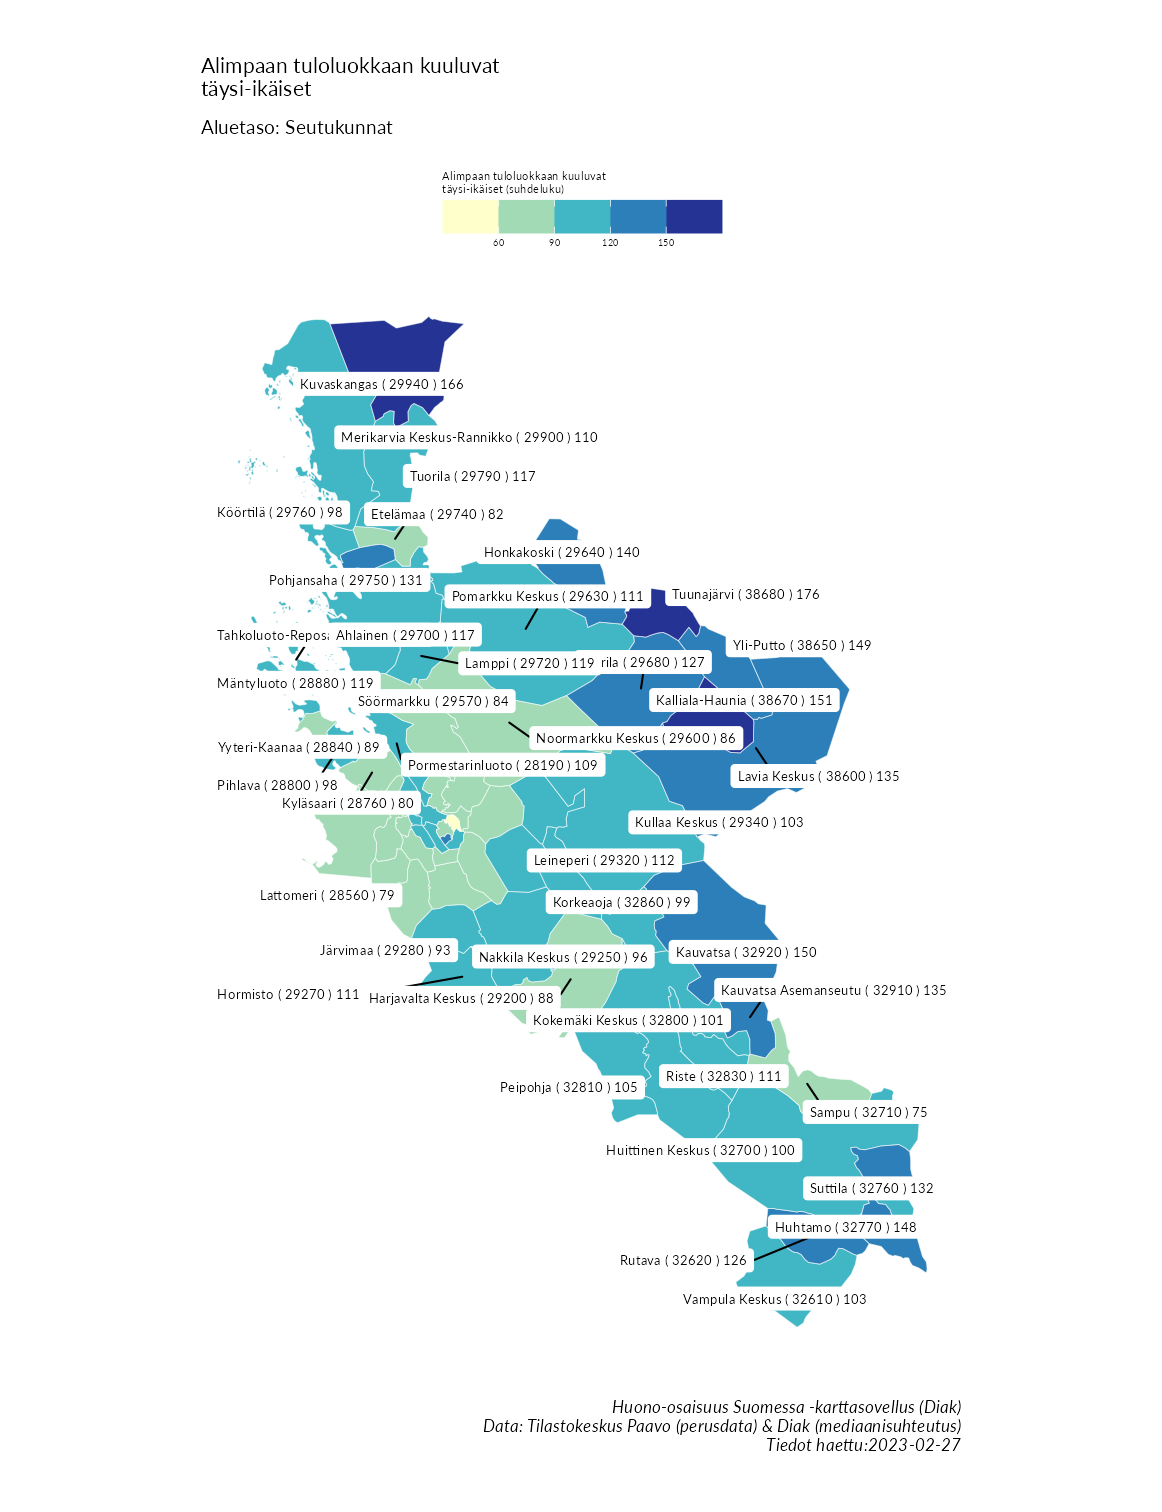 Alimpaan tuloluokkaan kuuluvat
täysi-ikäiset
Aluetaso: Seutukunnat
Alimpaan tuloluokkaan kuuluvat
täysi-ikäiset (suhdeluku)
60 90 120 150
Kuvaskangas ( 29940 ) 166
Merikarvia Keskus-Rannikko ( 29900 ) 110
Tuorila ( 29790 ) 117
Köörtilä ( 29760 ) 98
Etelämaa ( 29740 ) 82
Honkakoski ( 29640 ) 140
Pohjansaha ( 29750 ) 131
Pomarkku Keskus ( 29630 ) 111
Tuunajärvi ( 38680 ) 176
Tahkoluoto-Repos
Ahlainen ( 29700 ) 117
Yli-Putto ( 38650 ) 149
Lamppi ( 29720 ) 119
rila ( 29680 ) 127
Mäntyluoto ( 28880 ) 119
Söörmarkku ( 29570 ) 84
Kalliala-Haunia ( 38670 ) 151
Noormarkku Keskus ( 29600 ) 86
Yyteri-Kaanaa ( 28840 ) 89
Pormestarinluoto ( 28190 ) 109
Lavia Keskus ( 38600 ) 135
Pihlava ( 28800 ) 98
Kyläsaari ( 28760 ) 80
Kullaa Keskus ( 29340 ) 103
Leineperi ( 29320 ) 112
Lattomeri ( 28560 ) 79
Korkeaoja ( 32860 ) 99
Järvimaa ( 29280 ) 93
Nakkila Keskus ( 29250 ) 96
Kauvatsa ( 32920 ) 150
Hormisto ( 29270 ) 111
Harjavalta Keskus ( 29200 ) 88
Kauvatsa Asemanseutu ( 32910 ) 135
Kokemäki Keskus ( 32800 ) 101
Riste ( 32830 ) 111
Peipohja ( 32810 ) 105
Sampu ( 32710 ) 75
Huittinen Keskus ( 32700 ) 100
Suttila ( 32760 ) 132
Huhtamo ( 32770 ) 148
Rutava ( 32620 ) 126
Vampula Keskus ( 32610 ) 103
Huono-osaisuus Suomessa -karttasovellus (Diak)
Data: Tilastokeskus Paavo (perusdata) & Diak (mediaanisuhteutus)
Tiedot haettu:2023-02-27